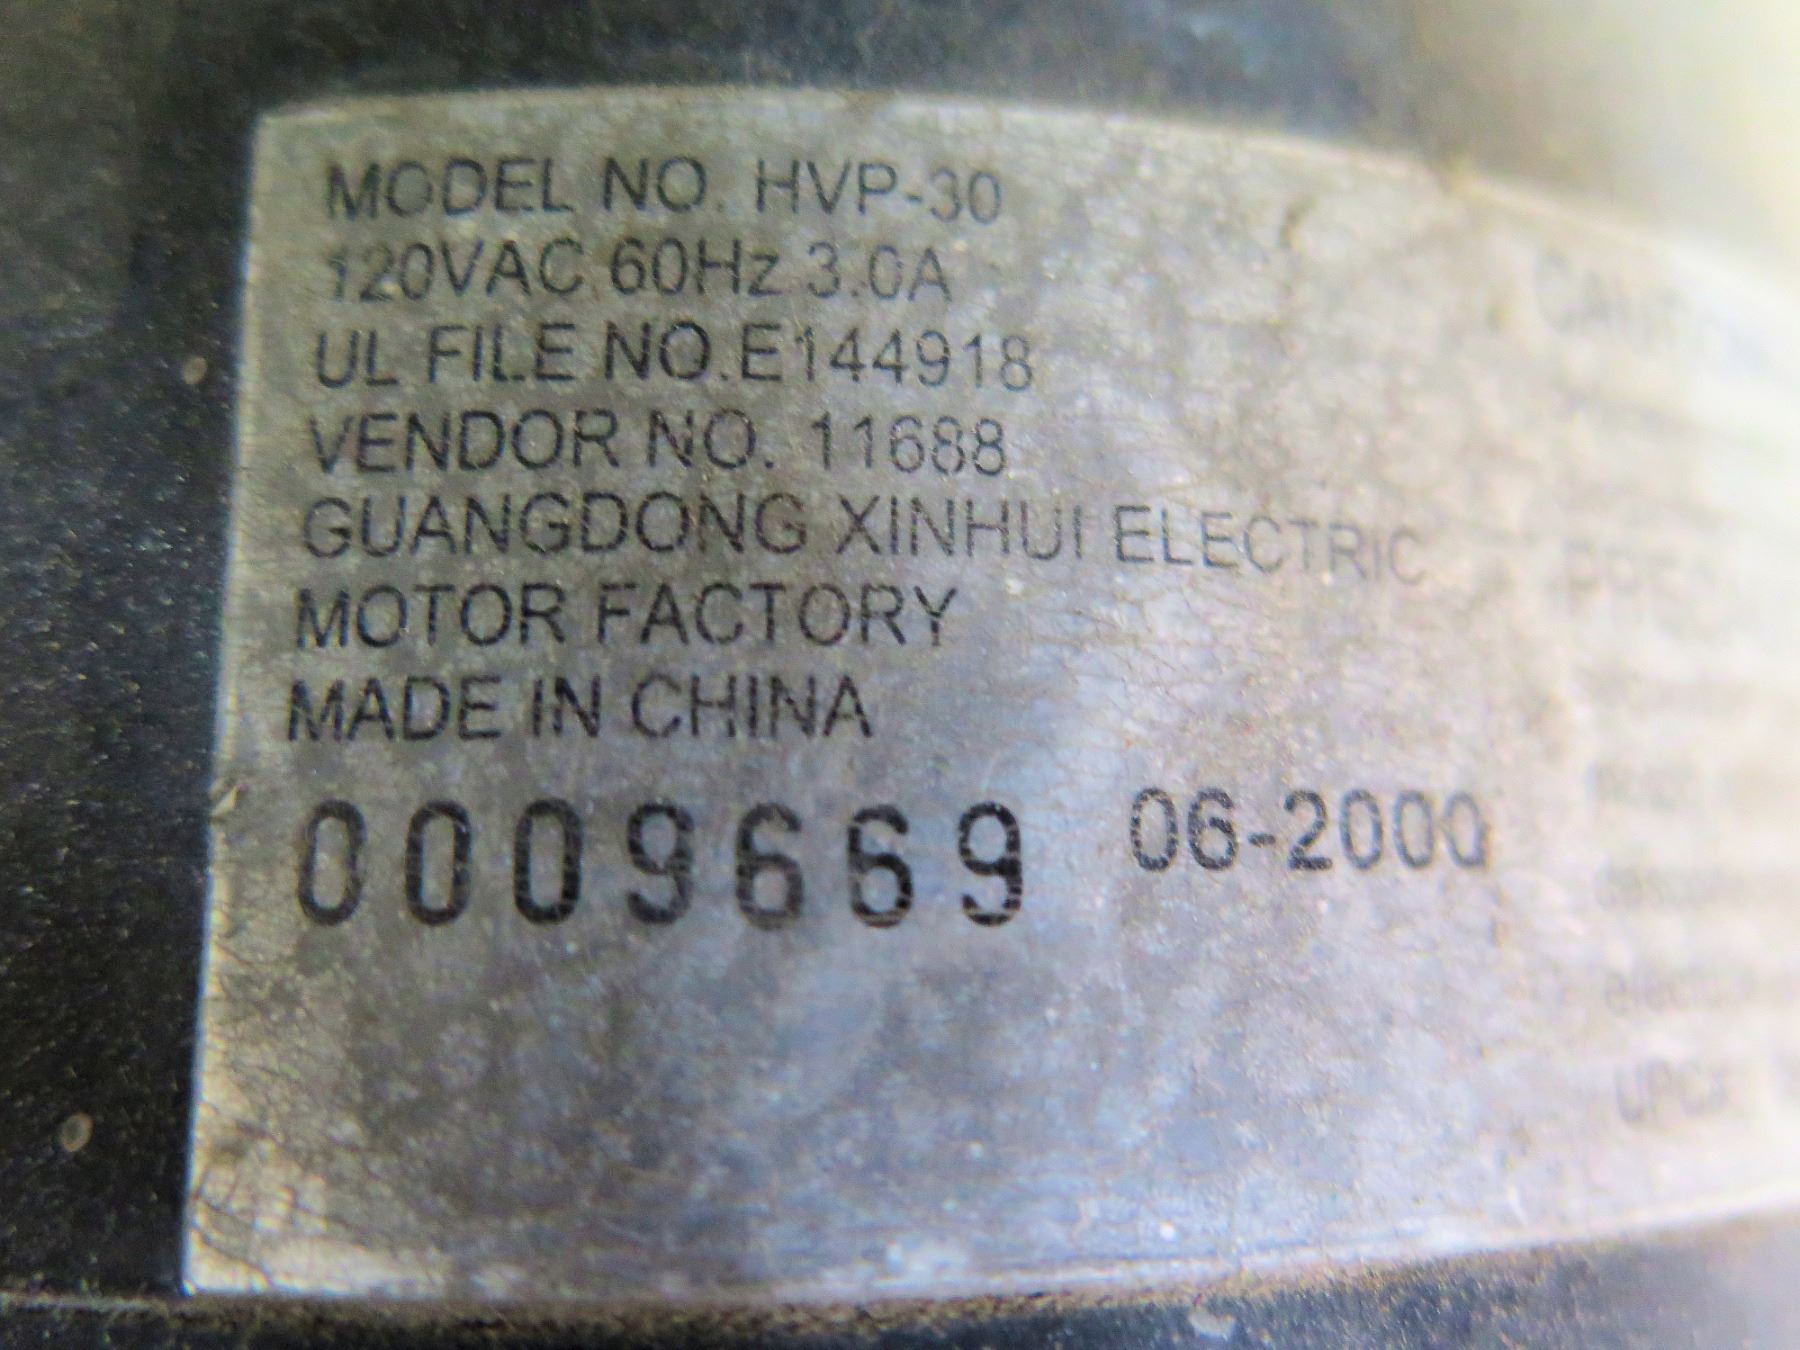 MODEL NO. HVP-30
120VAC 60Hz 3.0A
UL FILE NO.E144918
VENDOR NO. 11688
GUANGDONG XINHUI ELECTRIC
MOTOR FACTORY
MADE IN CHINA
0009669 06-2000